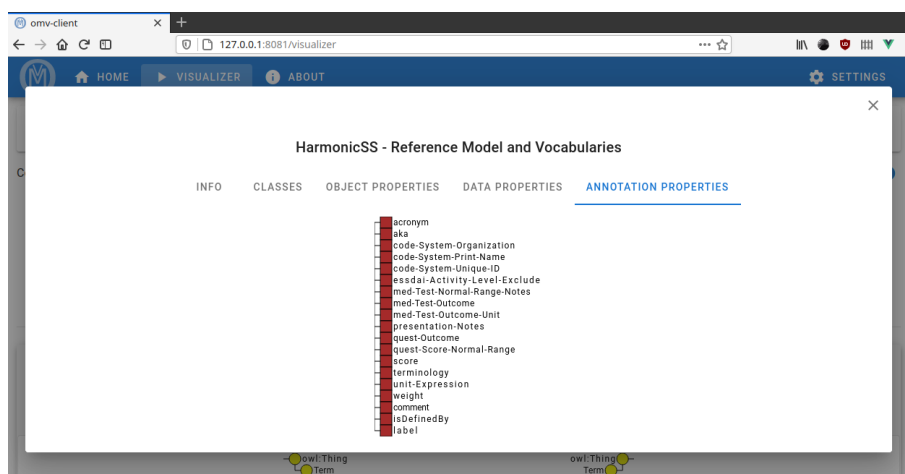 omv-client
127.0.0.1:8081/visualizer
HOME
VISUALIZER
ABOUT
SETTINGS
HarmonicSS - Reference Model and Vocabularies
INFO
CLASSES
OBJECT PROPERTIES
DATA PROPERTIES
ANNOTATION PROPERTIES
acronym
aka
code-System-Organization
code-System-Print-Name
code-System-Unique-ID
essdai-Activity-Level-Exclude
med-Test-Normal-Range-Notes
med-Test-Outcome
med-Test-Outcome-Unit
presentation-Notes
quest-Outcome
quest-Score-Normal-Range
score
terminology
unit-Expression
weight
comment
isDefinedBy
label
owl:Thing
Term
owl:Thing
Term